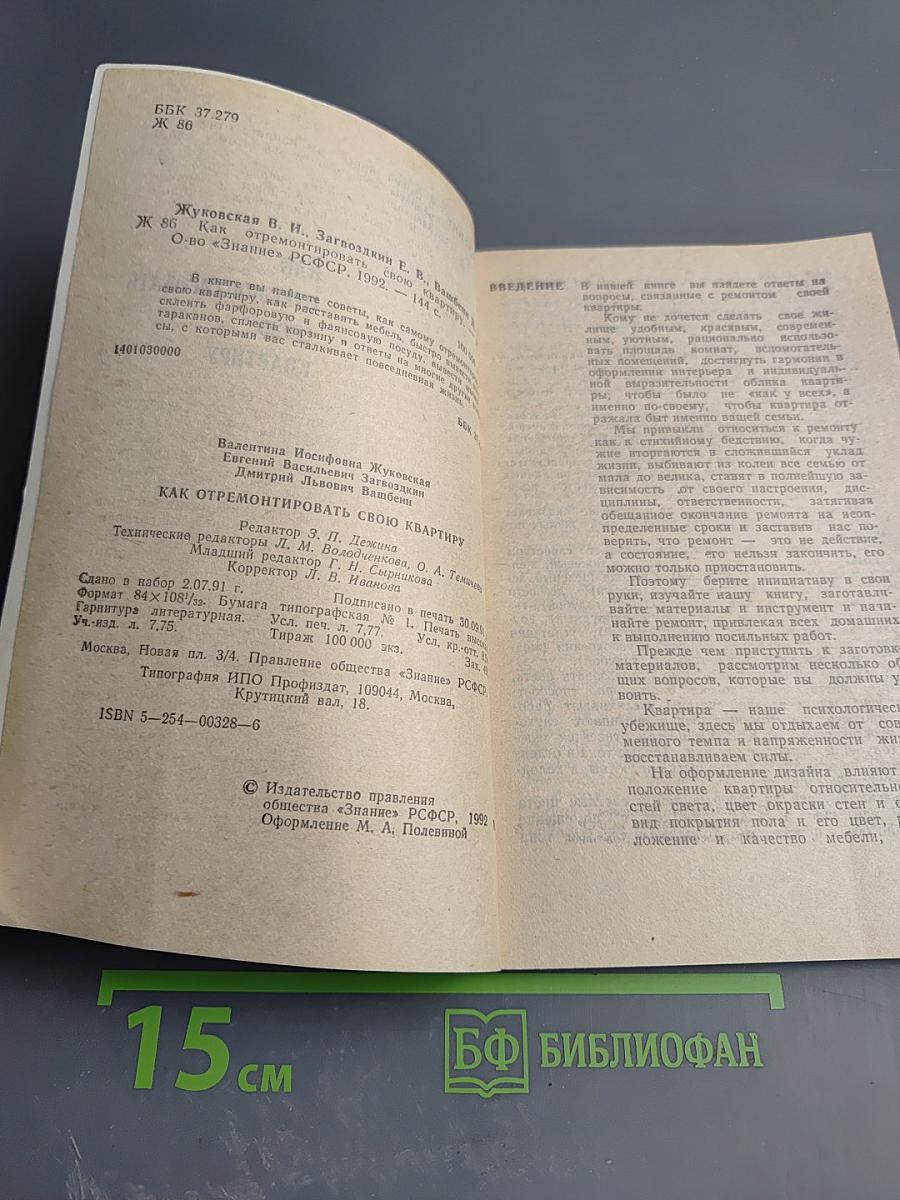 ББК 37.279
Ж 86
Жуковская В. И., Загвоздкин Е. В., Вашбейн Д.
Ж 86 Как отремонтировать свою квартиру.
О-во «Знание» РСФСР. 1992. — 144 с.
В книге вы найдете советы, как самому
свою квартиру, как расставить мебель, быстро
склеить фарфоровую и фаянсовую посуду, вывести
тараканов, сплести корзину и ответы на многие другие
сы, с которыми вас сталкивает повседневная жизнь.
1401030000
ББК
Валентина Иосифовна Жуковская
Евгений Васильевич Загвоздкин
Дмитрий Львович Вашбейн
КАК ОТРЕМОНТИРОВАТЬ СВОЮ КВАРТИРУ
Редактор З. П. Дежина
Технические редакторы Л. М. Володченкова, О. А.
Младший редактор Г. Н. Сырникова
Корректор Л. В. Иванова
Сдано в набор 2.07.91 г. Подписано в печать 30.09.
Формат 84×108¹/₃₂. Бумага типографская № 1. Печать
Гарнитура литературная. Усл. печ. л. 7,77. Усл. кр.-отт.
Уч.-изд. л. 7,75. Тираж 100 000 экз. Зак.
Москва, Новая пл. 3/4. Правление общества «Знание» РСФСР.
Типография ИПО Профиздат, 109044, Москва,
Крутицкий вал, 18.
ISBN 5—254—00328—6
© Издательство правления
общества «Знание» РСФСР, 1992
Оформление М. А. Полевиной
ВВЕДЕНИЕ В нашей книге вы найдете ответы на
вопросы, связанные с ремонтом своей
квартиры.
Кому не хочется сделать свое жи-
лище удобным, красивым, современ-
ным, уютным, рационально использо-
вать площадь комнат, вспомогатель-
ных помещений, достигнуть гармонии в
оформлении интерьера и индивидуаль-
ной выразительности облика кварти-
ры; чтобы было не «как у всех», а
именно по-своему, чтобы квартира от-
ражала быт именно вашей семьи.
Мы привыкли относиться к ремонту
как к стихийному бедствию, когда чу-
жие вторгаются в сложившийся уклад
жизни, выбивают из колеи все семью от
мала до велика, ставят в полнейшую за-
висимость от своего настроения, дис-
циплины, ответственности, затягивая
обещанное окончание ремонта на неоп-
ределенные сроки и заставив нас по-
верить, что ремонт — это не действие,
а состояние, его нельзя закончить, его
можно только приостановить.
Поэтому берите инициативу в свои
руки, изучайте нашу книгу, заготавли-
вайте материалы и инструмент и начи-
найте ремонт, привлекая всех домашних
к выполнению посильных работ.
Прежде чем приступить к заготовке
материалов, рассмотрим несколько об
щих вопросов, которые вы должны у
воить.
Квартира — наше психологическ
убежище, здесь мы отдыхаем от сов
менного темпа и напряженности жиз
восстанавливаем силы.
На оформление дизайна влияют
положение квартиры относительно
стей света, цвет окраски стен и
вид покрытия пола и его цвет,
ложение и качество мебели,
15 см
БФ БИБЛИОФАН